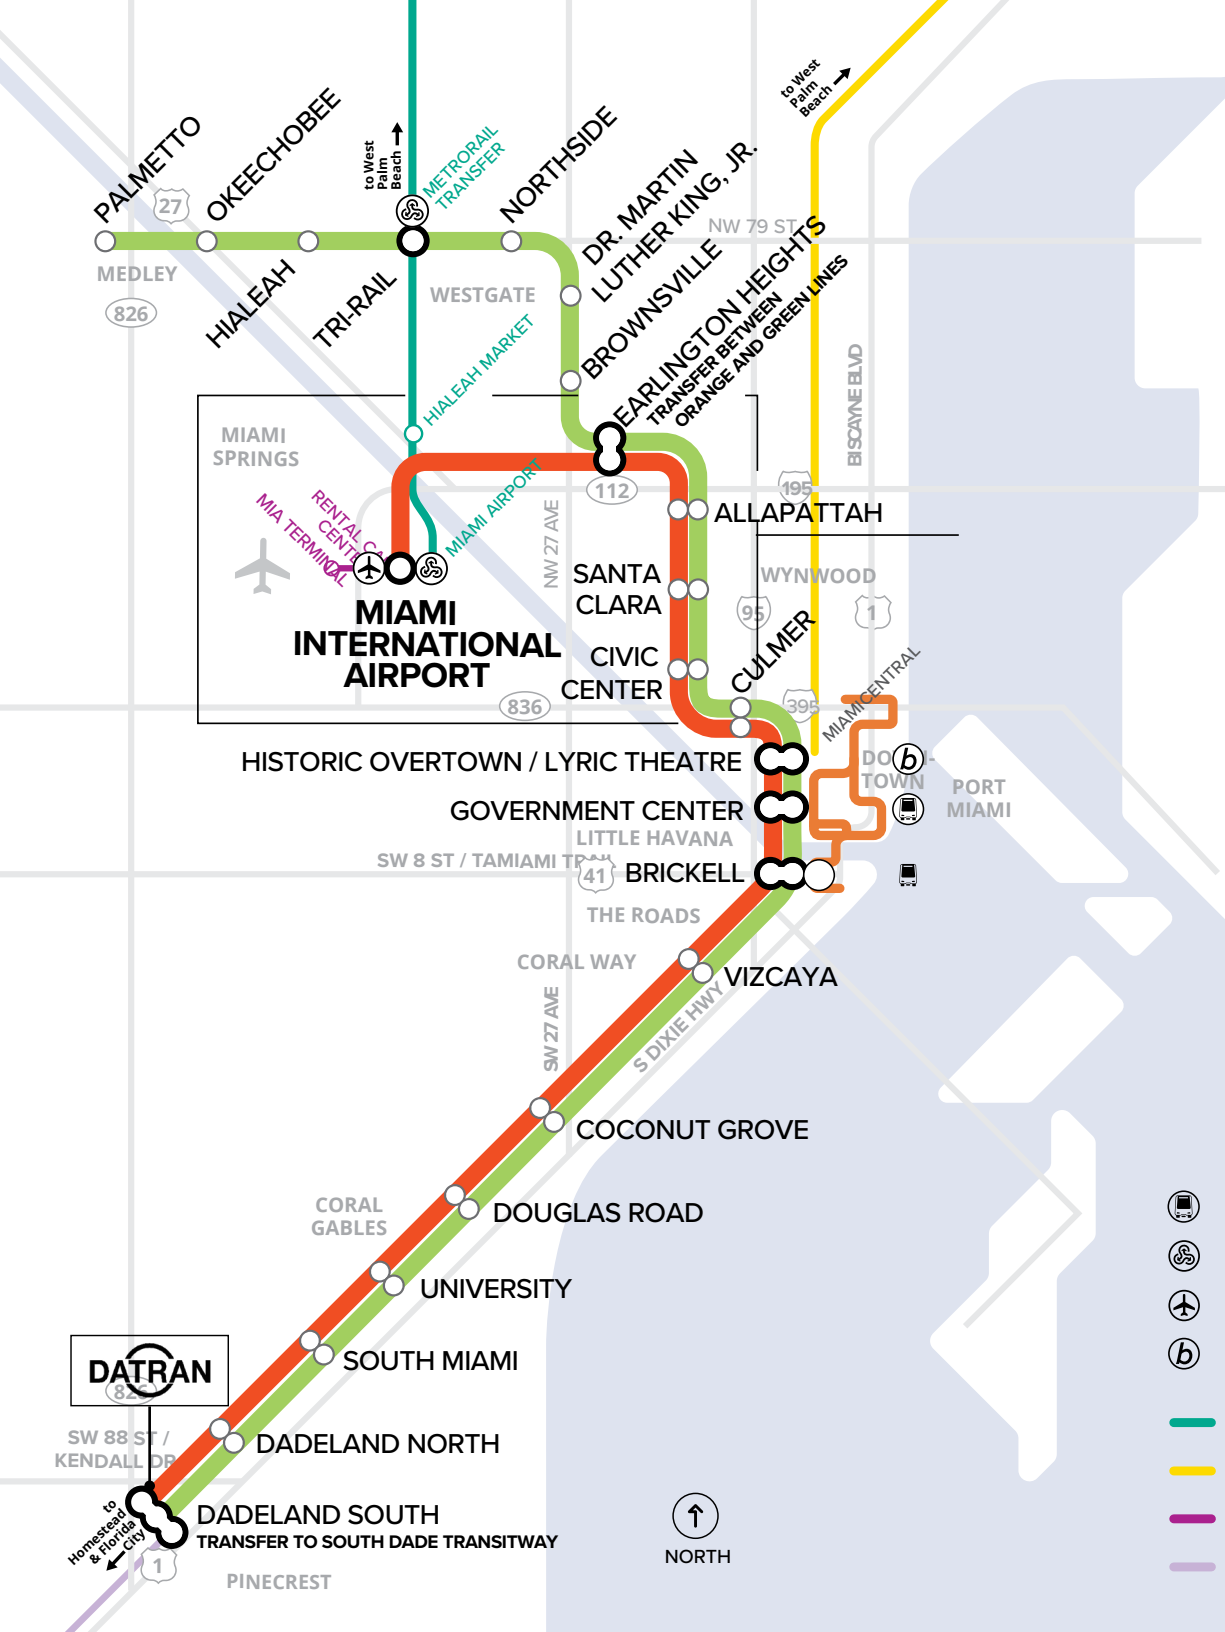 to West
Palm
Beach
to West
Palm
Beach
METRORAIL
TRANSFER
PALMETTO
27
OKEECHOBEE
NORTHSIDE
DR. MARTIN
LUTHER KING, JR.
NW 79 ST
MEDLEY
826
HIALEAH
TRI-RAIL
WESTGATE
BROWNSVILLE
EARLINGTON HEIGHTS
TRANSFER BETWEEN
ORANGE AND GREEN LINES
HIALEAH MARKET
BISCAYNE BLVD
MIAMI
SPRINGS
112
195
MIAMI AIRPORT
RENTAL CAR
CENTER
MIA TERMINAL
NW 27 AVE
ALLAPATTAH
MIAMI
INTERNATIONAL
AIRPORT
SANTA
CLARA
WYNWOOD
95
1
CULMER
CIVIC
CENTER
836
395
MIAMICENTRAL
HISTORIC OVERTOWN / LYRIC THEATRE
DOWN-
TOWN
b
PORT
MIAMI
GOVERNMENT CENTER
LITTLE HAVANA
SW 8 ST / TAMIAMI TRAIL
41
BRICKELL
THE ROADS
CORAL WAY
VIZCAYA
SW 27 AVE
S DIXIE HWY
COCONUT GROVE
CORAL
GABLES
DOUGLAS ROAD
UNIVERSITY
SOUTH MIAMI
DATRAN
826
SW 88 ST /
KENDALL DR
DADELAND NORTH
DADELAND SOUTH
TRANSFER TO SOUTH DADE TRANSITWAY
to
Homestead
& Florida
City
1
PINECREST
NORTH
b